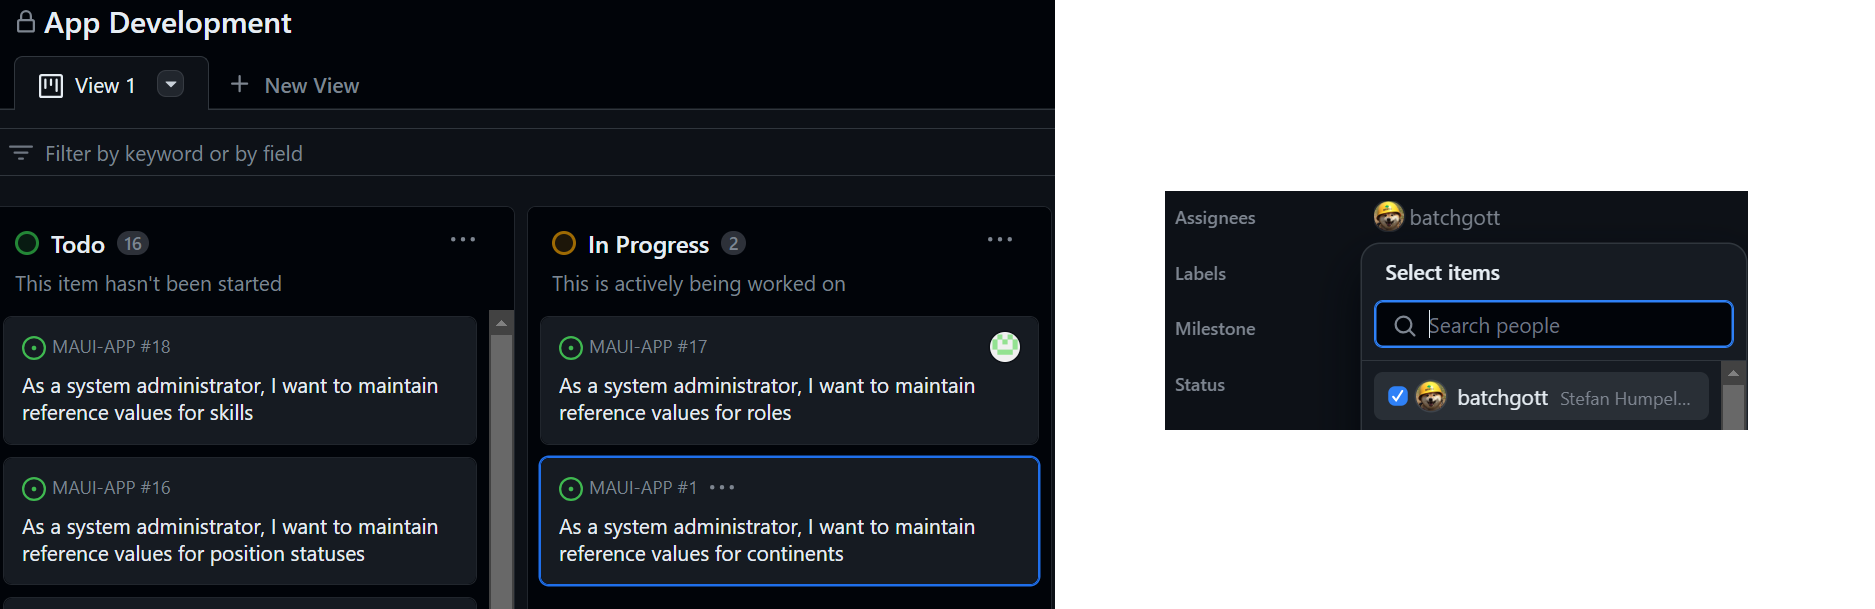 App Development
View 1
New View
Filter by keyword or by field
Todo 16
This item hasn't been started
MAUI-APP #18
As a system administrator, I want to maintain
reference values for skills
MAUI-APP #16
As a system administrator, I want to maintain
reference values for position statuses
In Progress 2
This is actively being worked on
MAUI-APP #17
As a system administrator, I want to maintain
reference values for roles
MAUI-APP #1 ...
As a system administrator, I want to maintain
reference values for continents
Assignees
batchgott
Labels
Milestone
Status
Select items
Search people
batchgott Stefan Humpel...